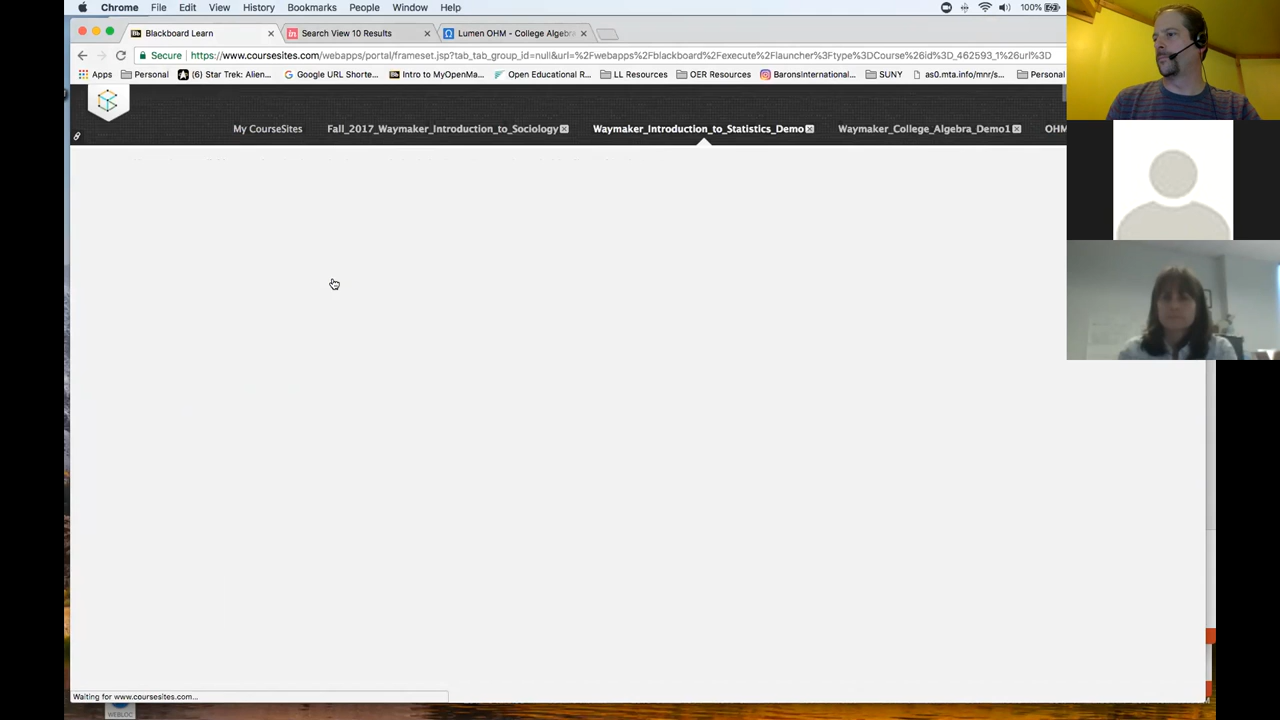 Chrome File Edit View History Bookmarks People Window Help 100%
Blackboard Learn Search View 10 Results Lumen OHM - College Algebra
Secure https://www.coursesites.com/webapps/portal/frameset.jsp?tab_tab_group_id=null&url=%2Fwebapps%2Fblackboard%2Fexecute%2Flauncher%3Ftype%3DCourse%26id%3D_462593_1%26url%3D
Apps Personal (6) Star Trek: Alien... Google URL Shorte... Intro to MyOpenMa... Open Educational R... LL Resources OER Resources BaronsInternational... SUNY as0.mta.info/mnr/s... Personal
My CourseSites Fall_2017_Waymaker_Introduction_to_Sociology Waymaker_Introduction_to_Statistics_Demo Waymaker_College_Algebra_Demo1 OHM
Waiting for www.coursesites.com...
WEBLOC